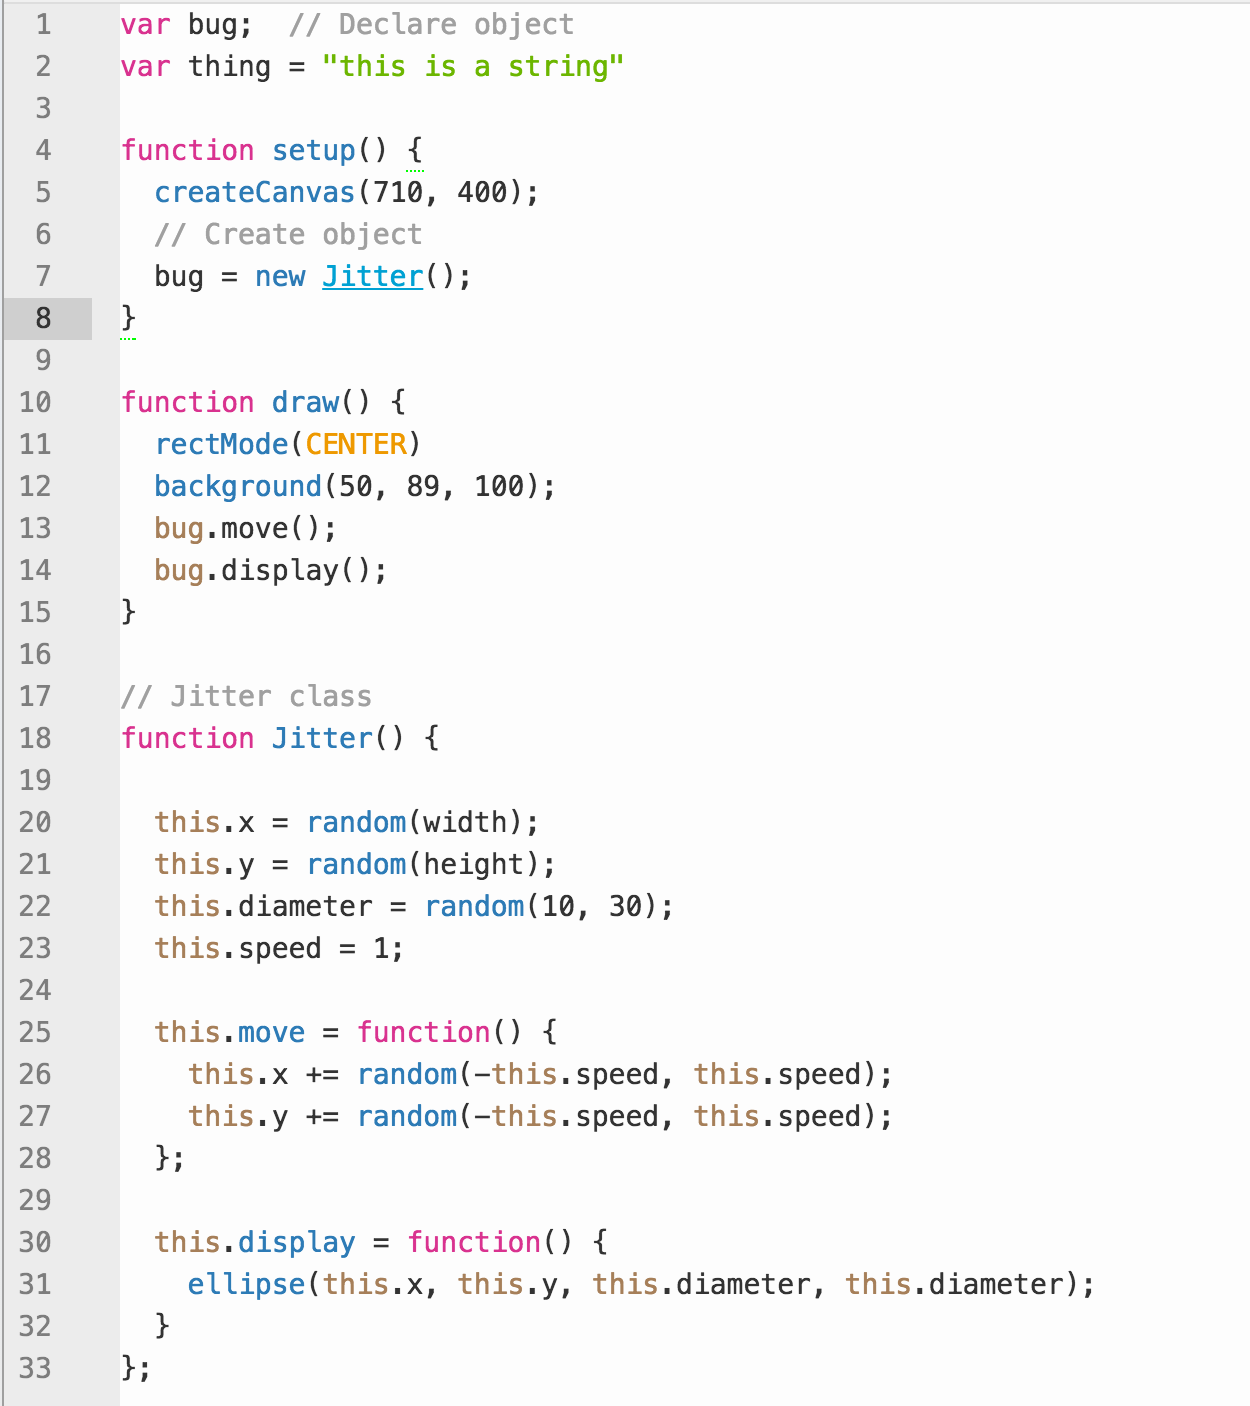 1 var bug;  // Declare object
2 var thing = "this is a string"
3
4 function setup() {
5   createCanvas(710, 400);
6   // Create object
7   bug = new Jitter();
8 }
9
10 function draw() {
11   rectMode(CENTER)
12   background(50, 89, 100);
13   bug.move();
14   bug.display();
15 }
16
17 // Jitter class
18 function Jitter() {
19
20   this.x = random(width);
21   this.y = random(height);
22   this.diameter = random(10, 30);
23   this.speed = 1;
24
25   this.move = function() {
26     this.x += random(-this.speed, this.speed);
27     this.y += random(-this.speed, this.speed);
28   };
29
30   this.display = function() {
31     ellipse(this.x, this.y, this.diameter, this.diameter);
32   }
33 };